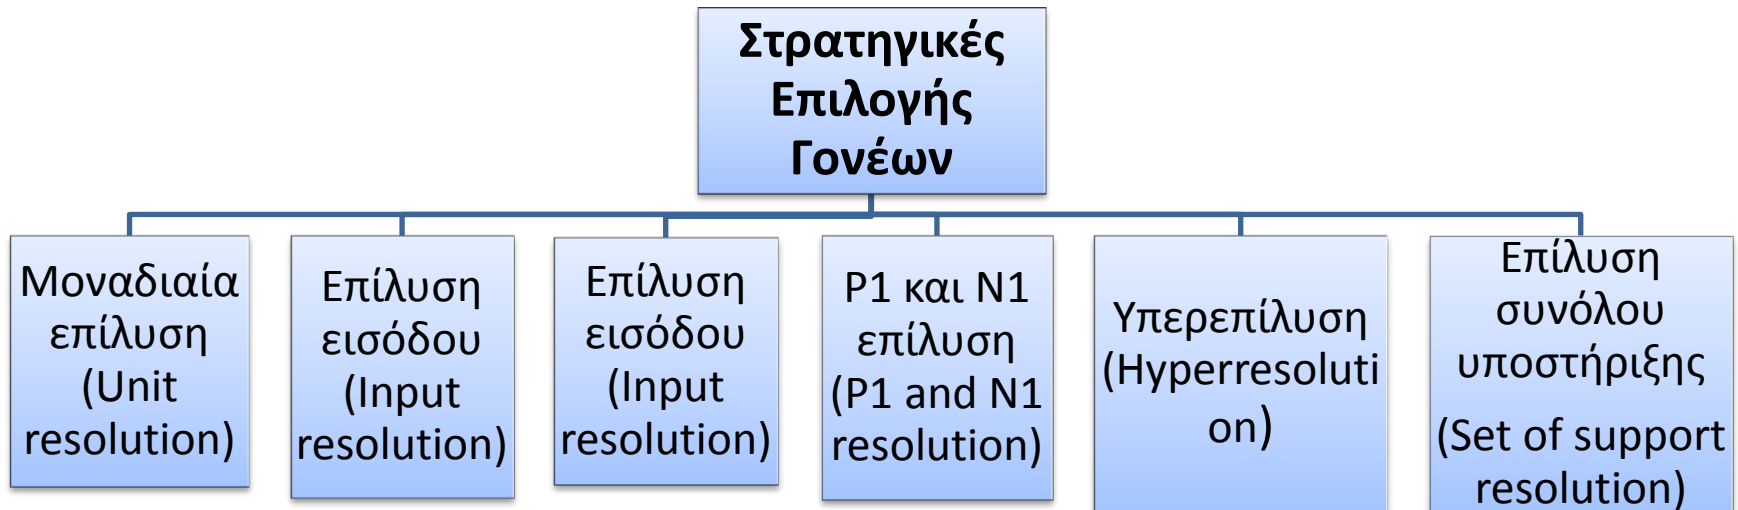 Στρατηγικές
Επιλογής
Γονέων
Μοναδιαία
επίλυση
(Unit
resolution)
Επίλυση
εισόδου
(Input
resolution)
Επίλυση
εισόδου
(Input
resolution)
P1 και N1
επίλυση
(P1 and N1
resolution)
Υπερεπίλυση
(Hyperresoluti
on)
Επίλυση
συνόλου
υποστήριξης
(Set of support
resolution)